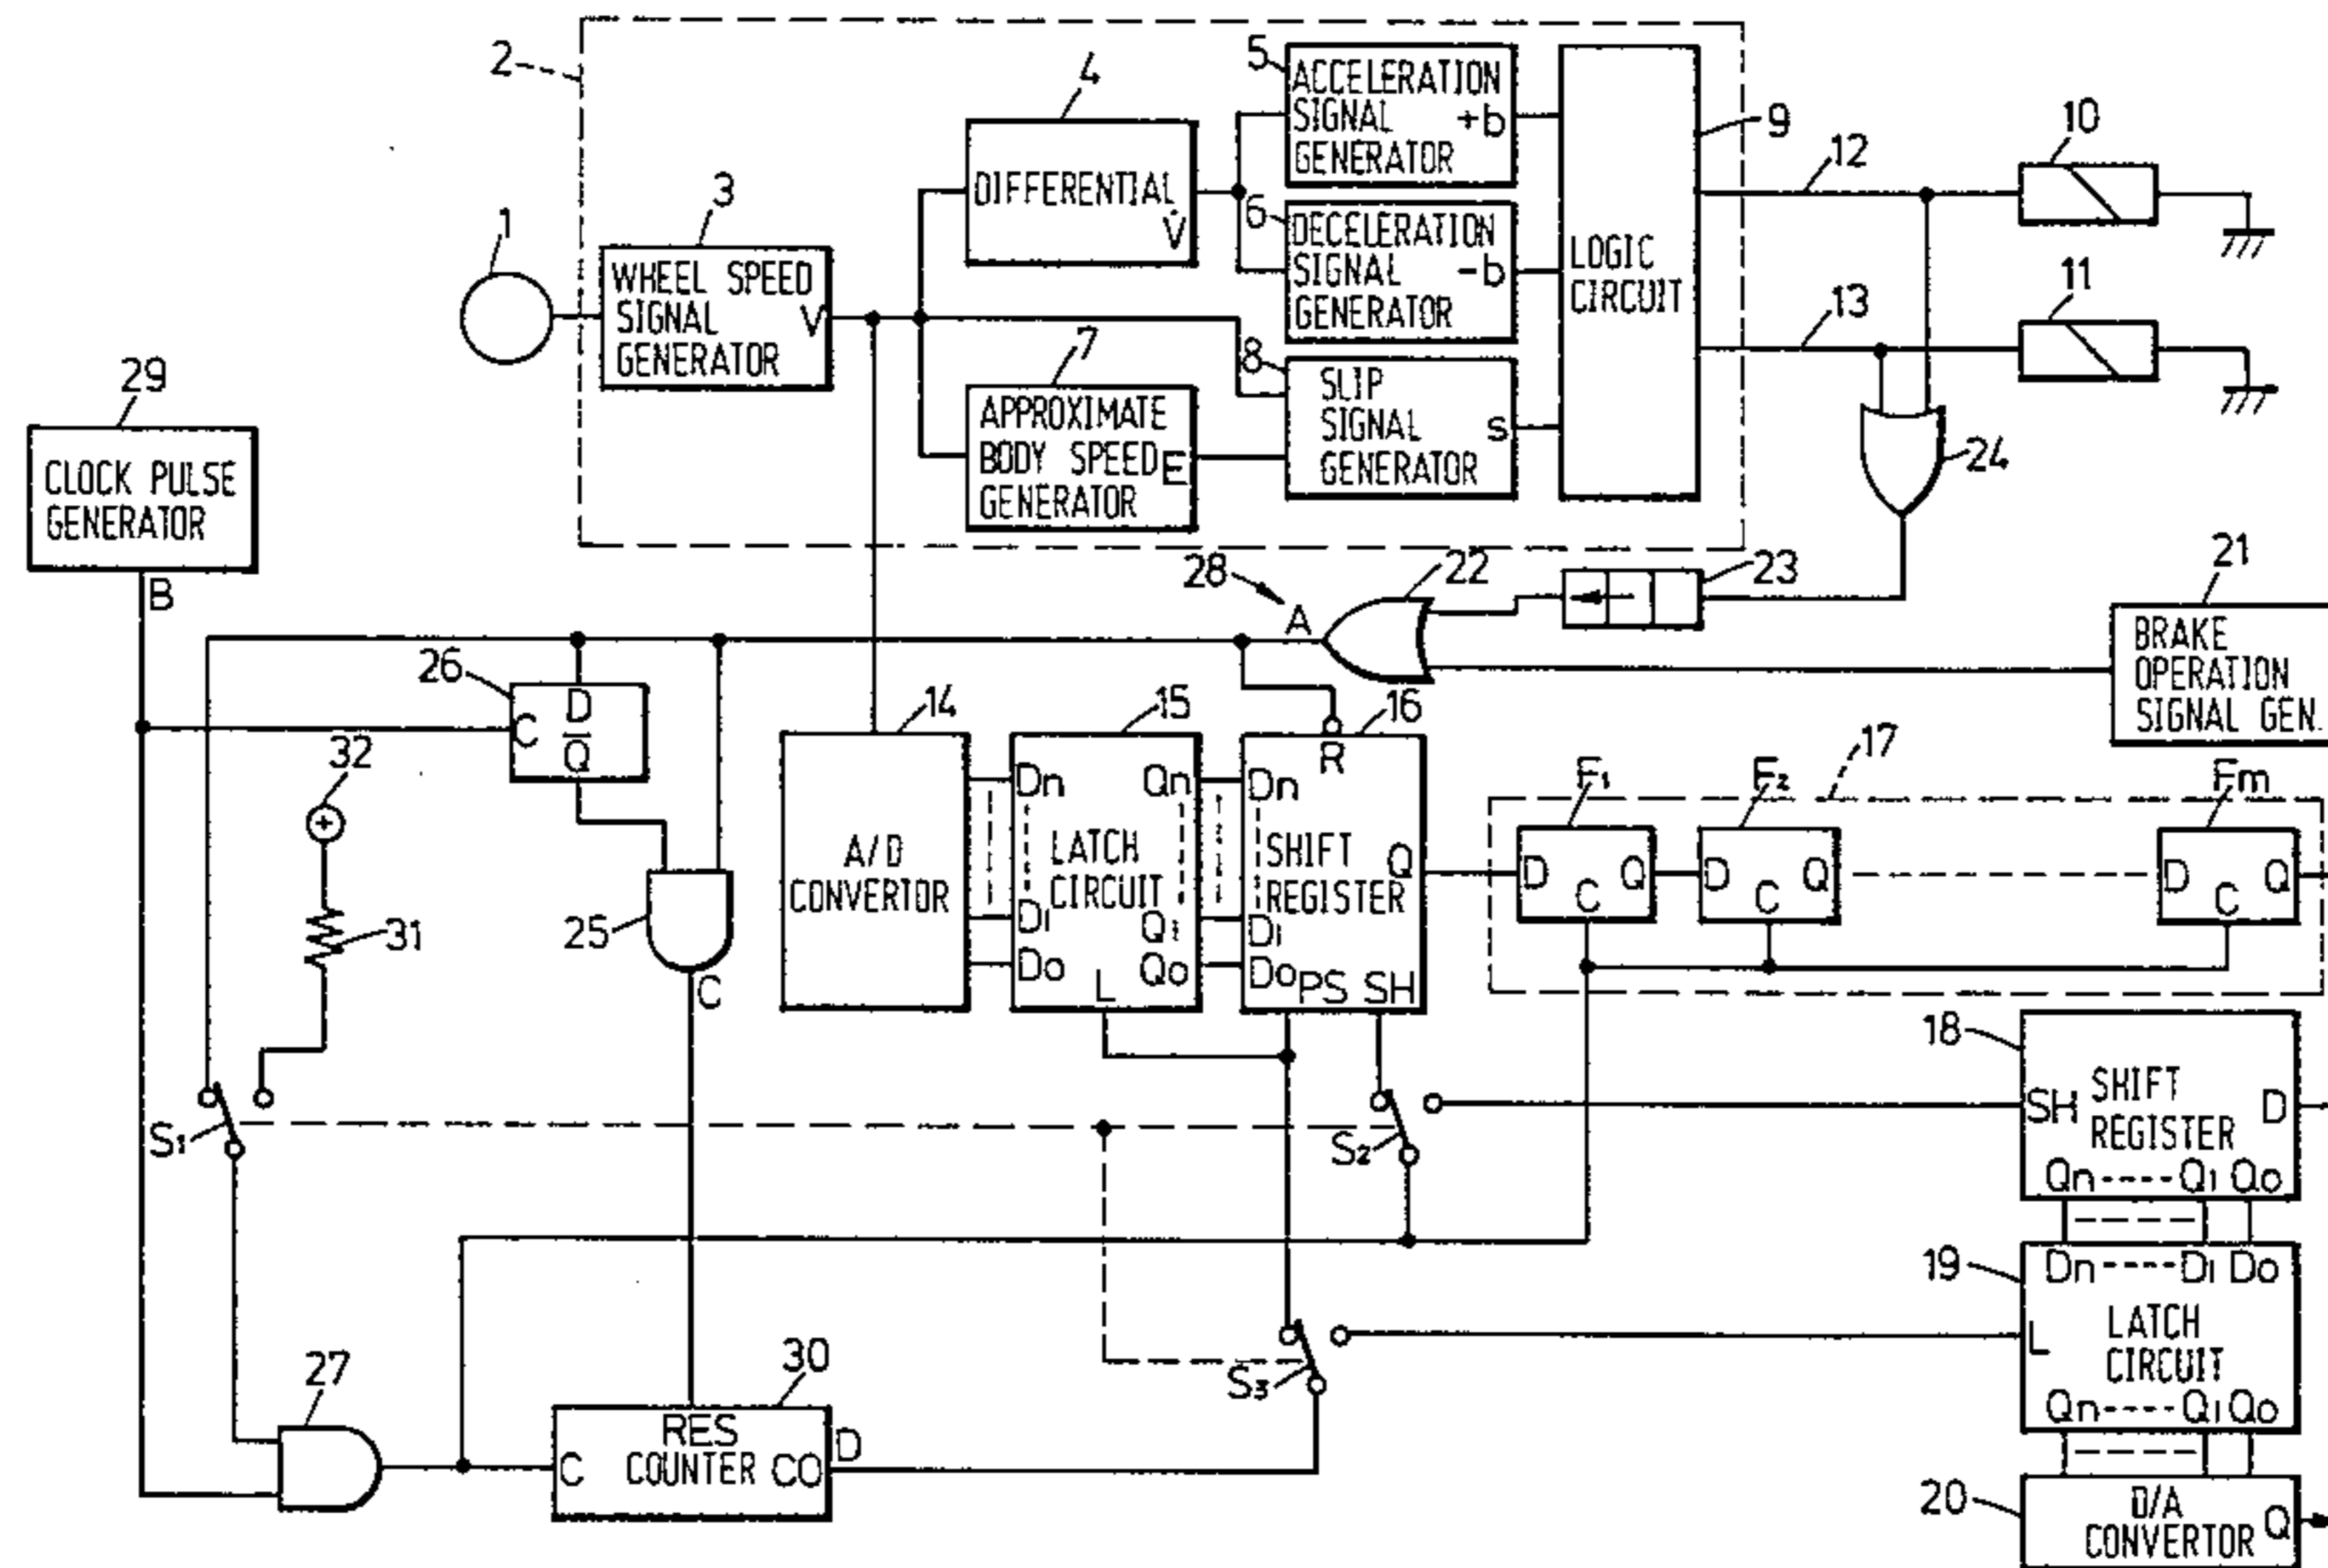 2
3
WHEEL SPEED
SIGNAL
GENERATOR
V
1
4
DIFFERENTIAL
V̇
5
ACCELERATION
SIGNAL
GENERATOR
+b
6
DECELERATION
SIGNAL
GENERATOR
-b
7
APPROXIMATE
BODY SPEED
GENERATOR
E
8
SLIP
SIGNAL
GENERATOR
s
LOGIC
CIRCUIT
9
12
10
13
11
24
29
CLOCK PULSE
GENERATOR
B
28
A
22
23
21
BRAKE
OPERATION
SIGNAL GEN.
26
D
C
Q̅
32
31
25
C
14
A/D
CONVERTOR
15
Dn
Qn
LATCH
CIRCUIT
D1
Q1
Do
Qo
L
16
R
Dn
SHIFT
REGISTER
Q
D1
Do
PS
SH
17
F1
D
C
Q
F2
D
C
Q
Fm
D
C
Q
18
SHIFT
REGISTER
SH
D
Qn----Q1 Qo
S1
S2
S3
19
Dn----D1 Do
L
LATCH
CIRCUIT
Qn----Q1 Qo
27
30
RES
C
COUNTER
CO
D
20
D/A
CONVERTOR
Q